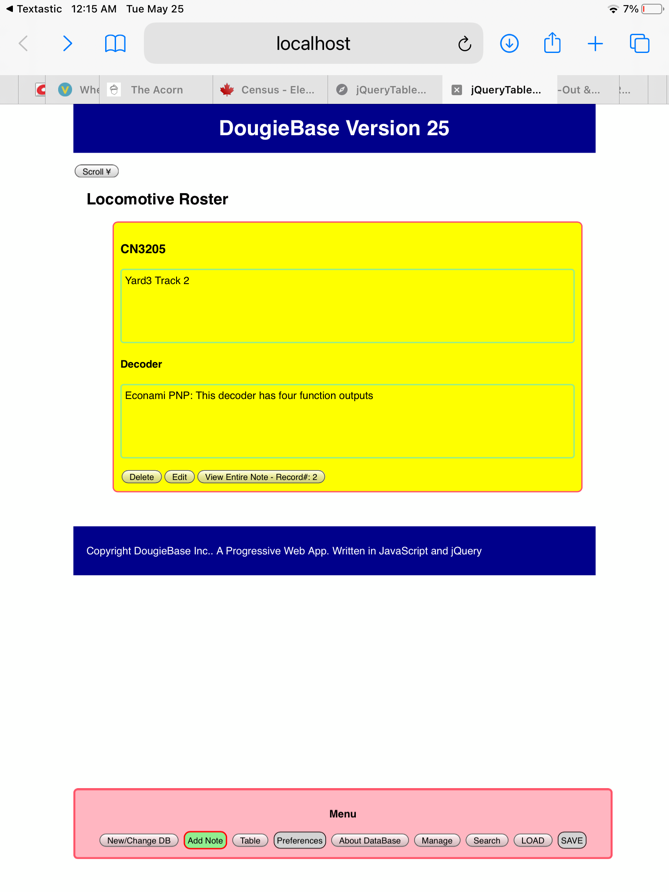 ◀ Textastic 12:15 AM Tue May 25 7%
localhost
Whe The Acorn Census - Ele... jQueryTable... jQueryTable... -Out &...
DougieBase Version 25
Scroll ¥
Locomotive Roster
CN3205
Yard3 Track 2
Decoder
Econami PNP: This decoder has four function outputs
Delete Edit View Entire Note - Record#: 2
Copyright DougieBase Inc.. A Progressive Web App. Written in JavaScript and jQuery
Menu
New/Change DB Add Note Table Preferences About DataBase Manage Search LOAD SAVE